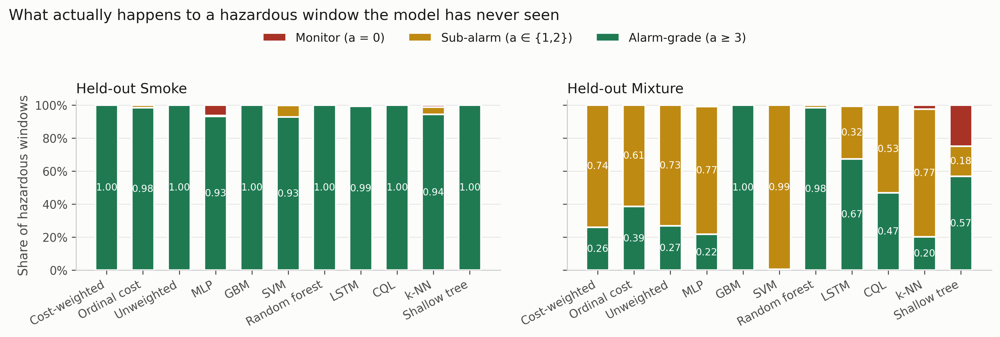 What actually happens to a hazardous window the model has never seen
Monitor (a = 0)
Sub-alarm (a ∈ {1,2})
Alarm-grade (a ≥ 3)
Held-out Smoke
Share of hazardous windows
100%
80%
60%
40%
20%
0%
1.00
0.98
1.00
0.93
1.00
0.93
1.00
0.99
1.00
0.94
1.00
Cost-weighted
Ordinal cost
Unweighted
MLP
GBM
SVM
Random forest
LSTM
CQL
k-NN
Shallow tree
Held-out Mixture
0.74
0.26
0.61
0.39
0.73
0.27
0.77
0.22
1.00
0.99
0.98
0.32
0.67
0.53
0.47
0.77
0.20
0.18
0.57
Cost-weighted
Ordinal cost
Unweighted
MLP
GBM
SVM
Random forest
LSTM
CQL
k-NN
Shallow tree